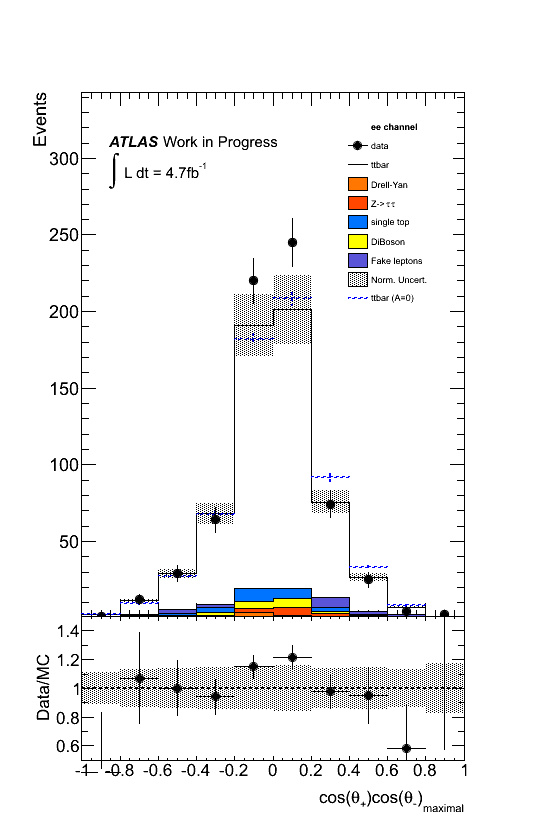 Events
ATLAS Work in Progress
∫ L dt = 4.7fb⁻¹
ee channel
data
ttbar
Drell-Yan
Z->ττ
single top
DiBoson
Fake leptons
Norm. Uncert.
ttbar (A=0)
300
250
200
150
100
50
Data/MC
1.4
1.2
1
0.8
0.6
-1 -0.8 -0.6 -0.4 -0.2 0 0.2 0.4 0.6 0.8 1
cos(θ₊)cos(θ₋)maximal